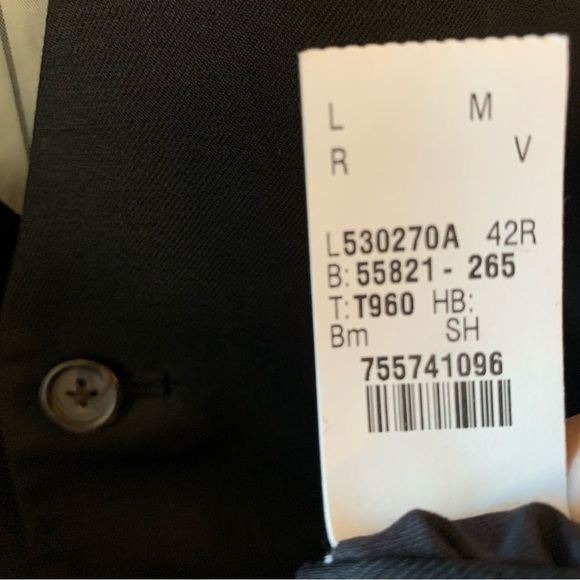 L M
R V
L530270A 42R
B: 55821 - 265
T: T960 HB:
Bm SH
755741096